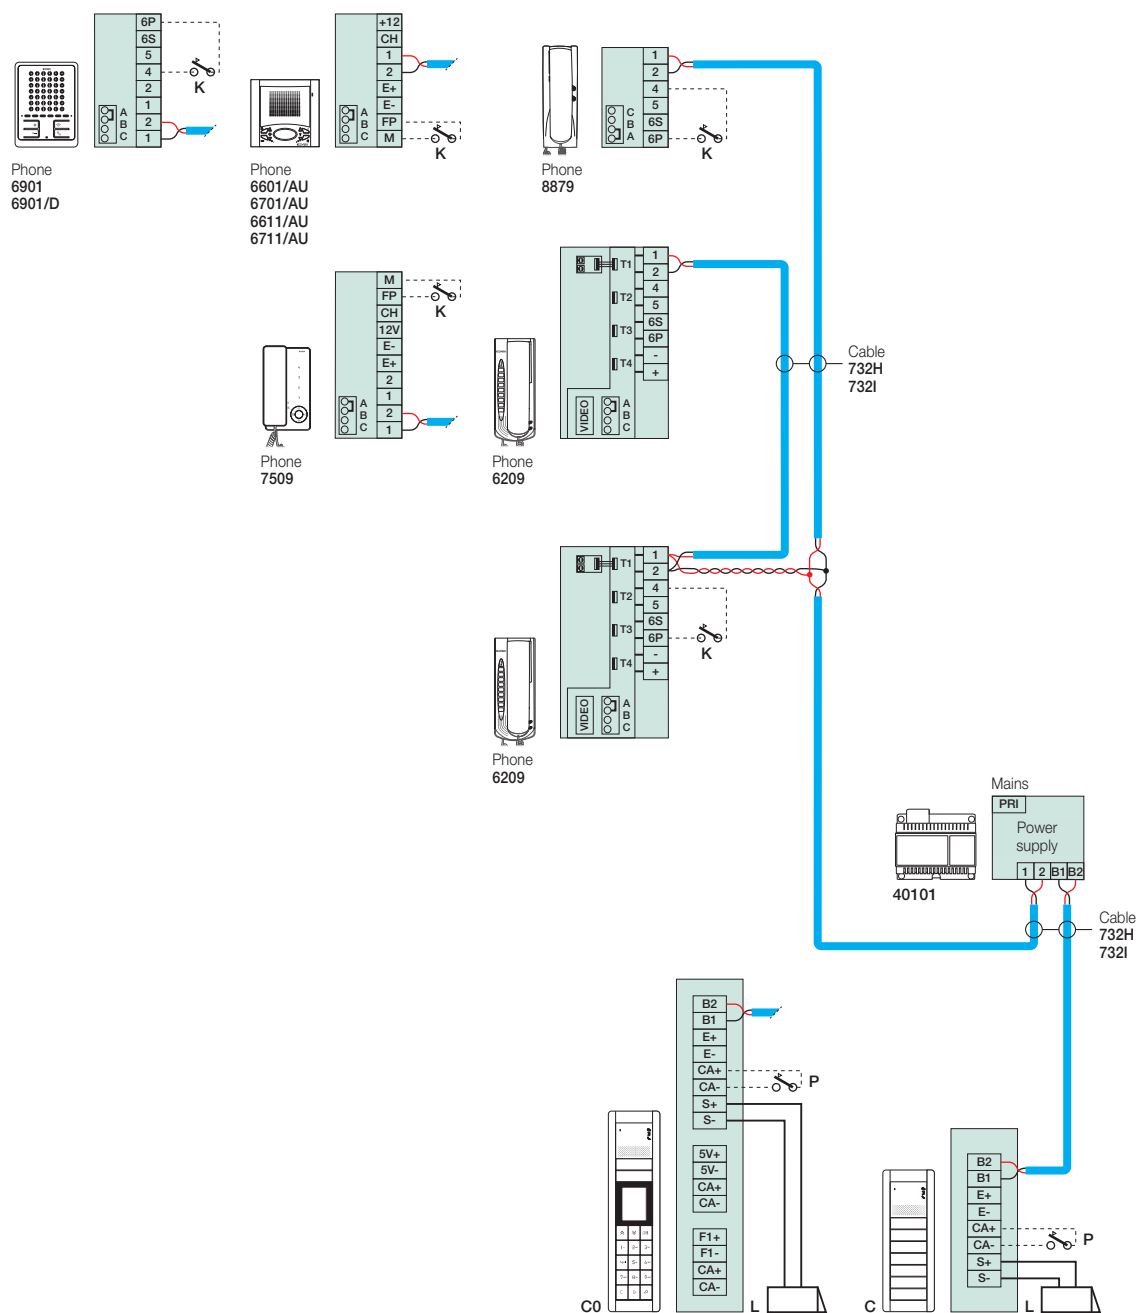 6P
6S
5
4
2
1
2
1
A
B
C
K
Phone
6901
6901/D
+12
CH
1
2
E+
E-
FP
M
A
B
C
K
Phone
6601/AU
6701/AU
6611/AU
6711/AU
1
2
4
5
6S
6P
C
B
A
K
Phone
8879
M
FP
CH
12V
E-
E+
2
1
2
1
A
B
C
K
Phone
7509
T1
T2
T3
T4
1
2
4
5
6S
6P
-
+
VIDEO
A
B
C
Phone
6209
Cable
732H
732I
T1
T2
T3
T4
1
2
4
5
6S
6P
-
+
VIDEO
A
B
C
K
Phone
6209
Mains
PRI
Power
supply
1 2 B1 B2
40101
Cable
732H
732I
B2
B1
E+
E-
CA+
CA-
S+
S-
5V+
5V-
CA+
CA-
F1+
F1-
CA+
CA-
P
C0
L
B2
B1
E+
E-
CA+
CA-
S+
S-
P
C
L